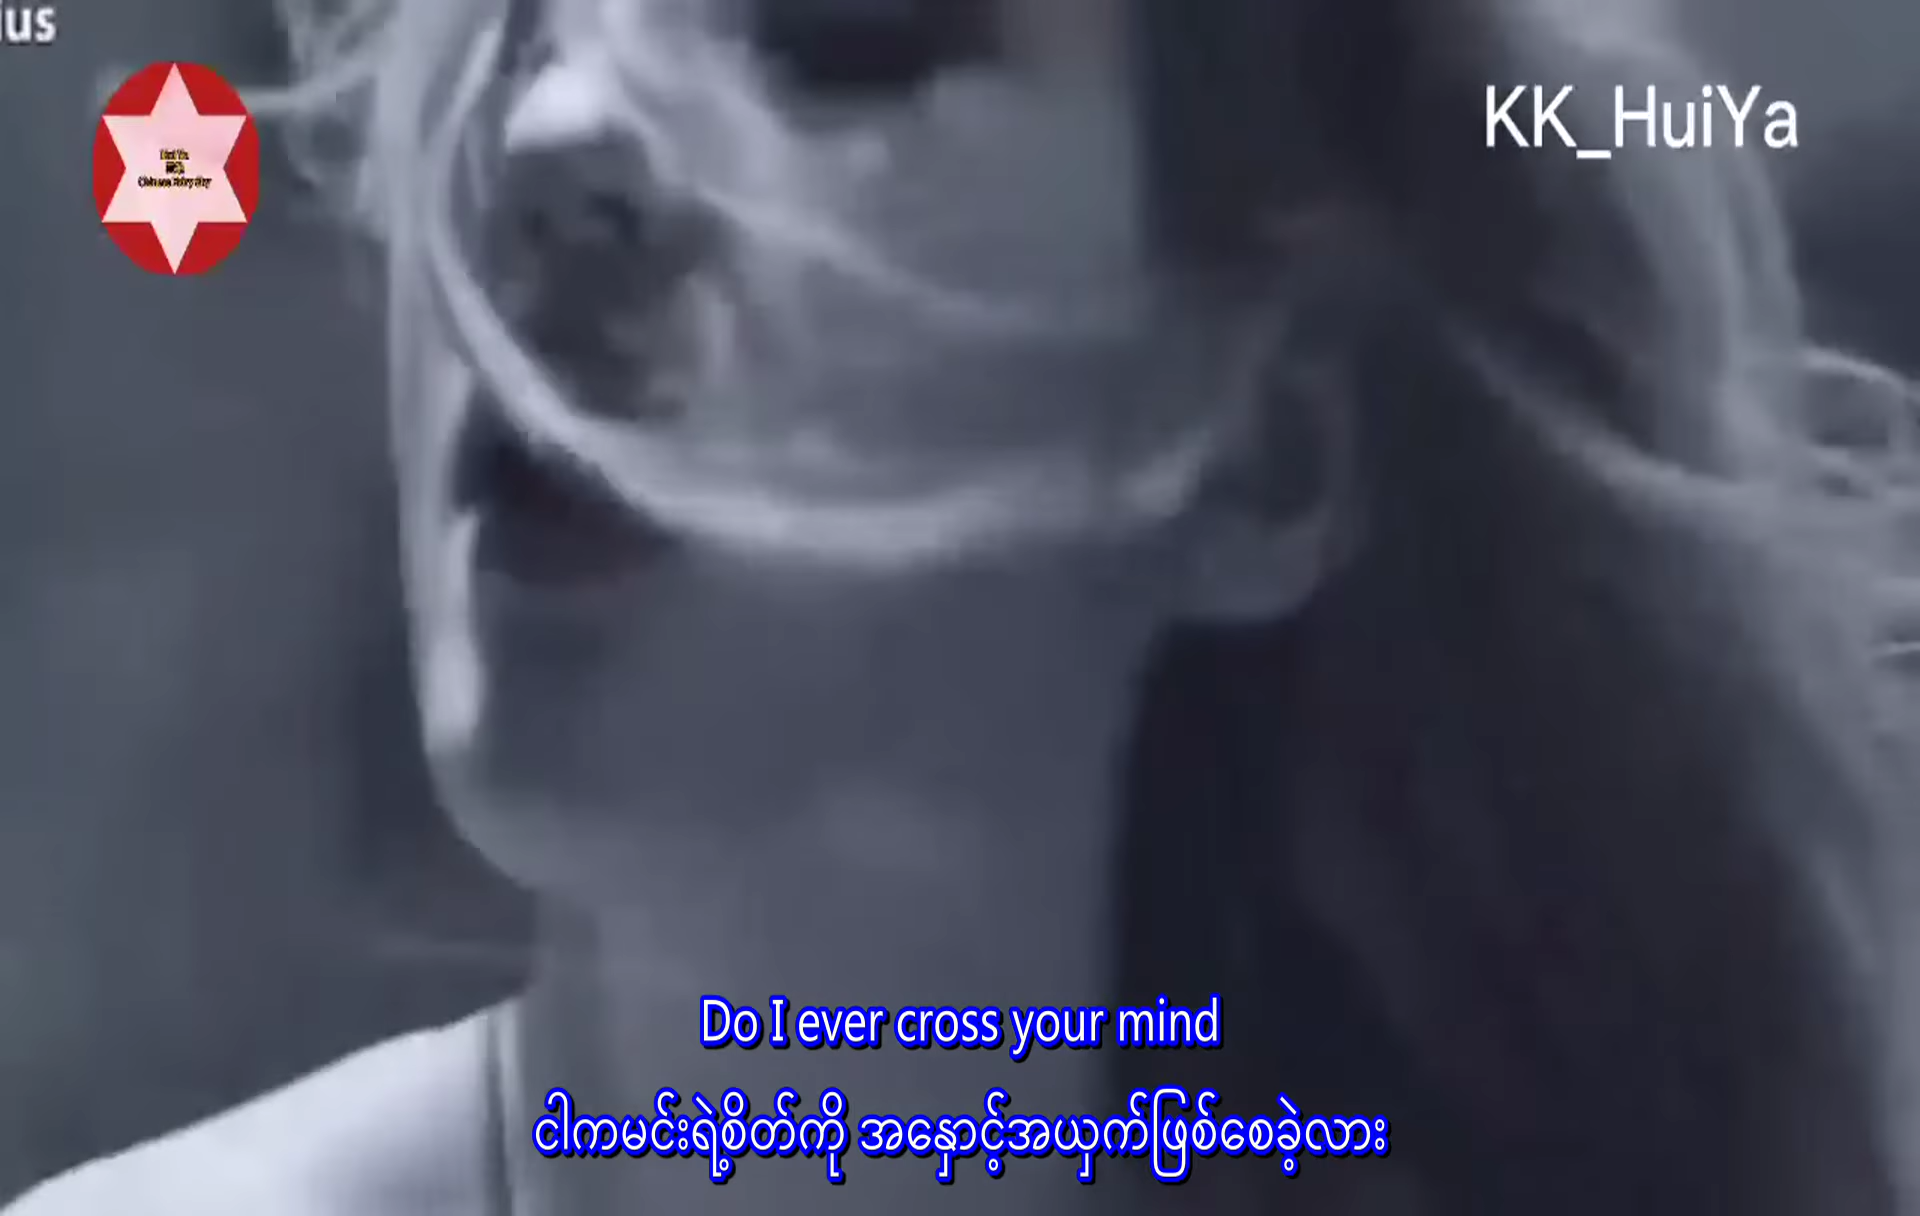 ius
KK_HuiYa
Do I ever cross your mind
ငါကမင်းရဲ့စိတ်ကို အနှောင့်အယှက်ဖြစ်စေခဲ့လား